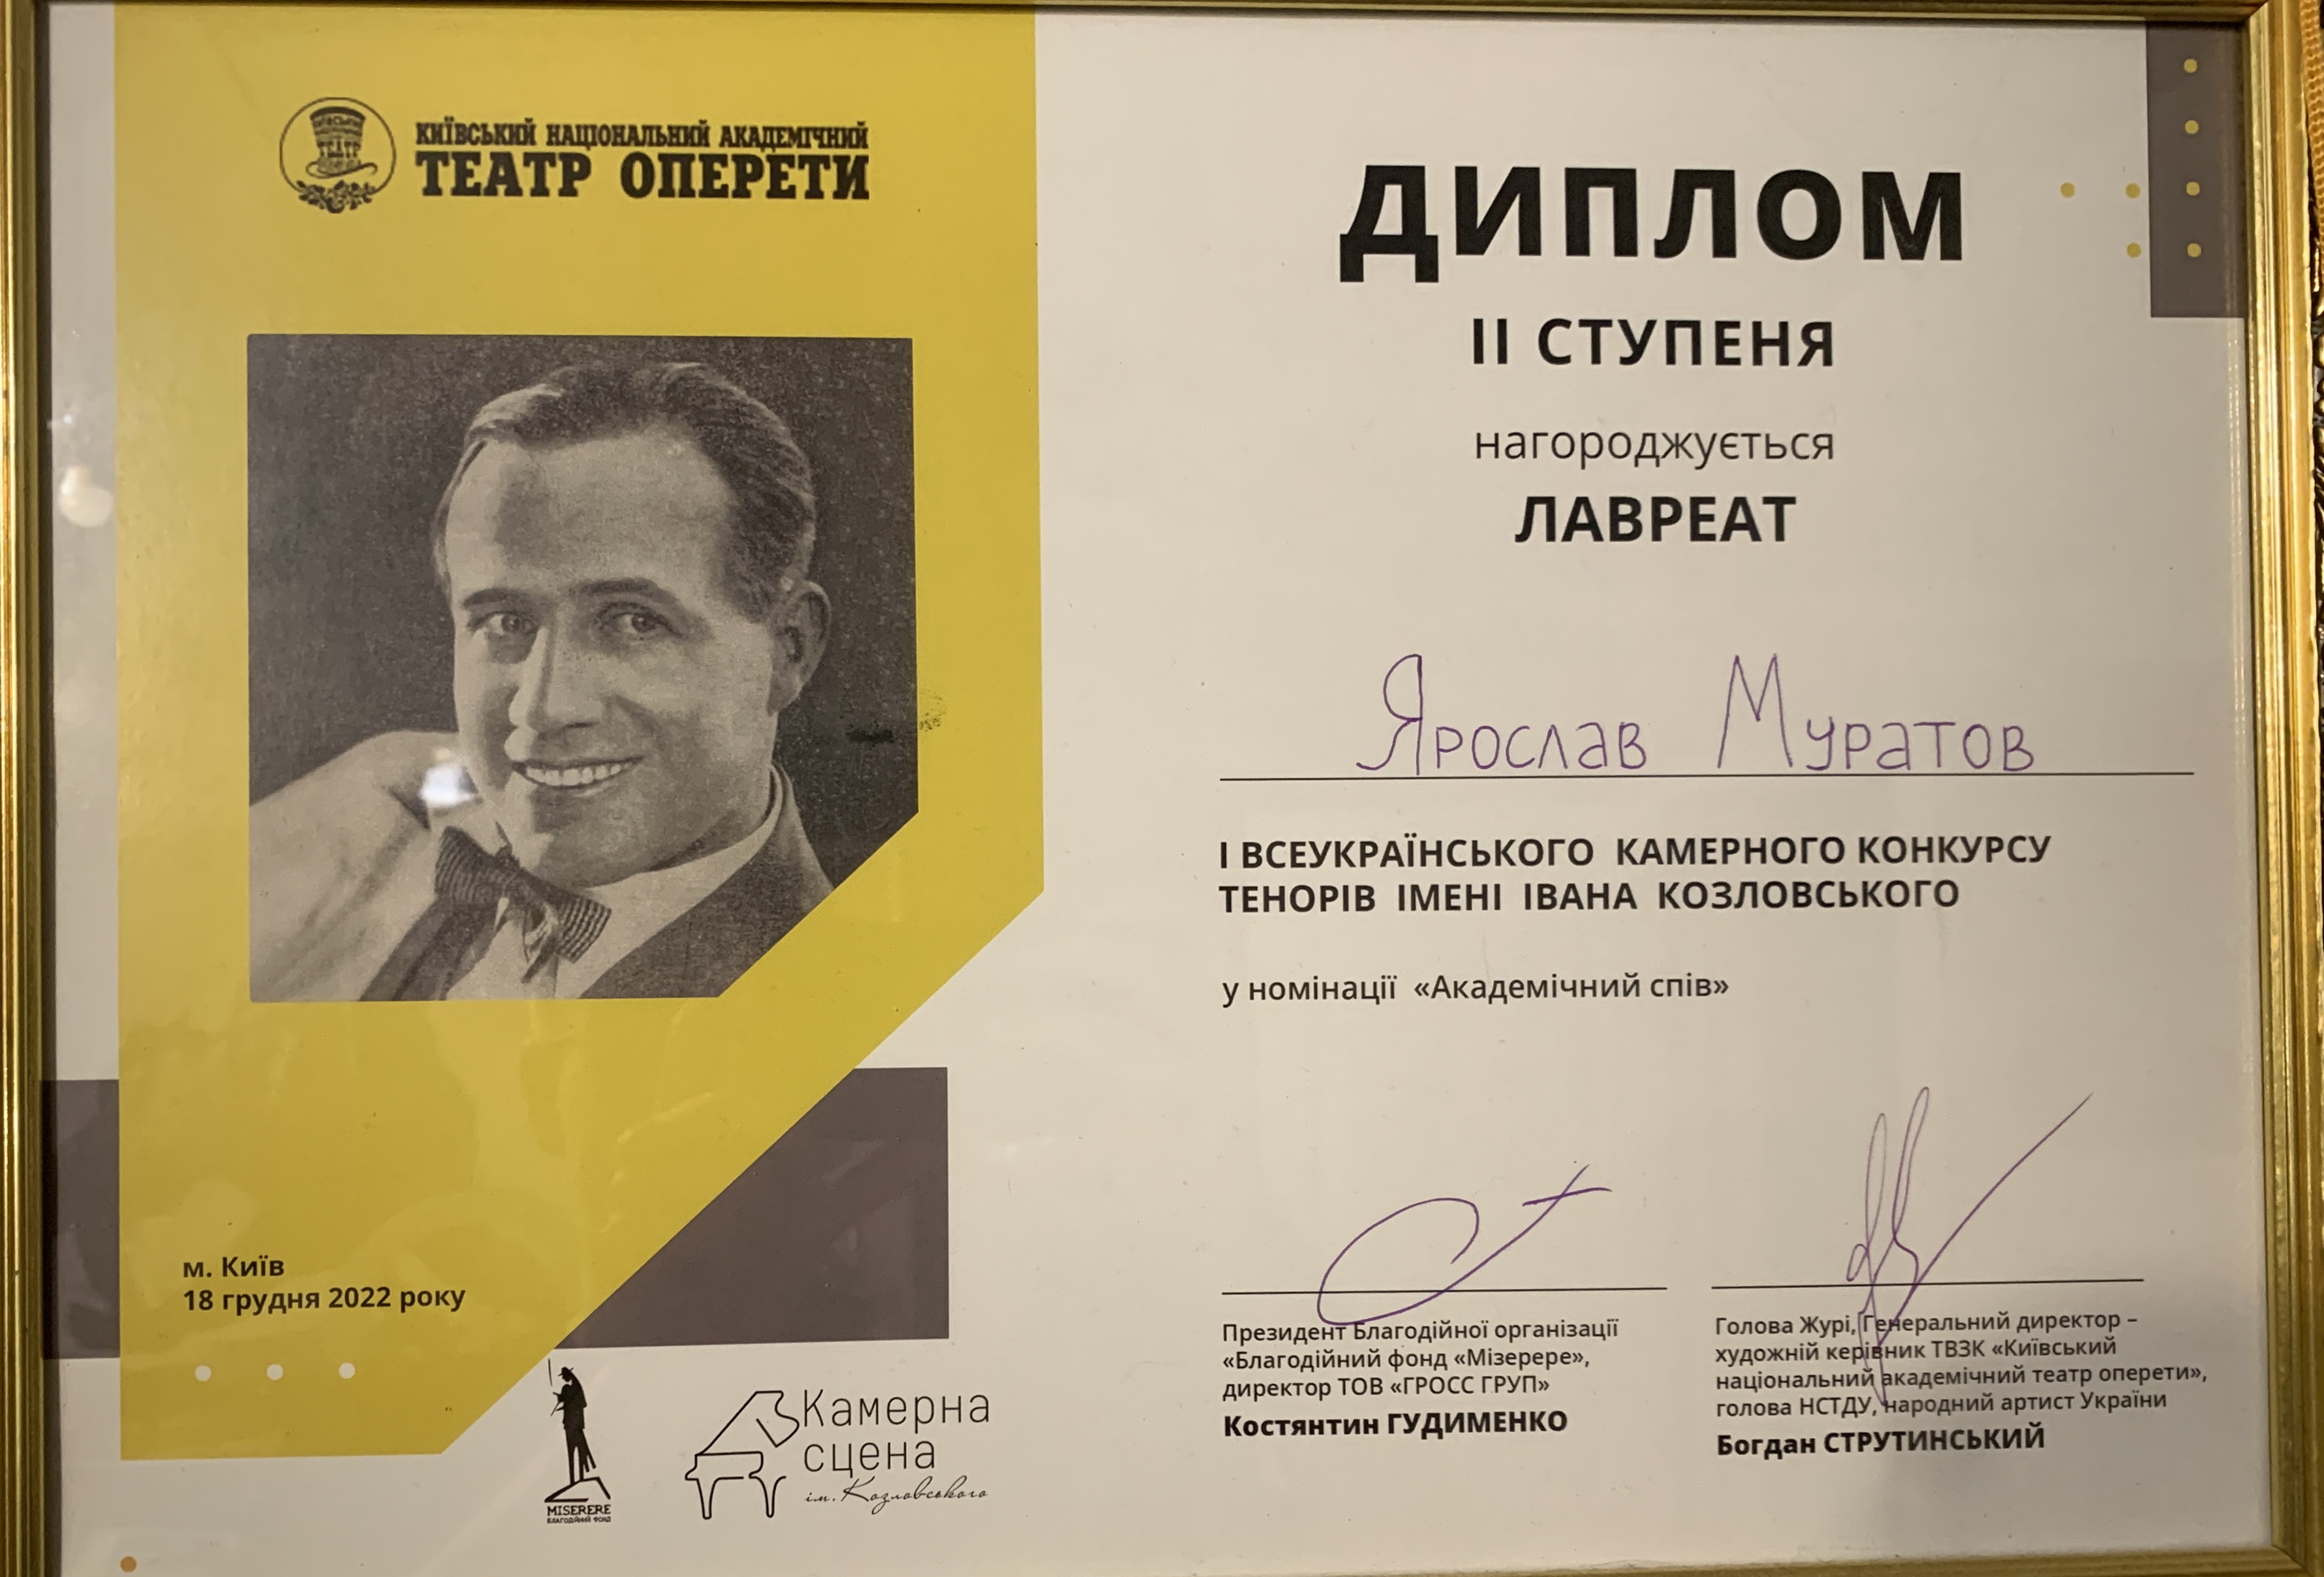 КИЇВСЬКИЙ НАЦІОНАЛЬНИЙ АКАДЕМІЧНИЙ
ТЕАТР ОПЕРЕТИ
м. Київ
18 грудня 2022 року
MISERERE
БЛАГОДІЙНИЙ ФОНД
Камерна
сцена
ім. Козловського
ДИПЛОМ
ІІ СТУПЕНЯ
нагороджується
ЛАВРЕАТ
Ярослав Муратов
І ВСЕУКРАЇНСЬКОГО КАМЕРНОГО КОНКУРСУ
ТЕНОРІВ ІМЕНІ ІВАНА КОЗЛОВСЬКОГО
у номінації «Академічний спів»
Президент Благодійної організації
«Благодійний фонд «Мізерере»,
директор ТОВ «ГРОСС ГРУП»
Костянтин ГУДИМЕНКО
Голова Журі, Генеральний директор –
художній керівник ТВЗК «Київський
національний академічний театр оперети»,
голова НСТДУ, народний артист України
Богдан СТРУТИНСЬКИЙ